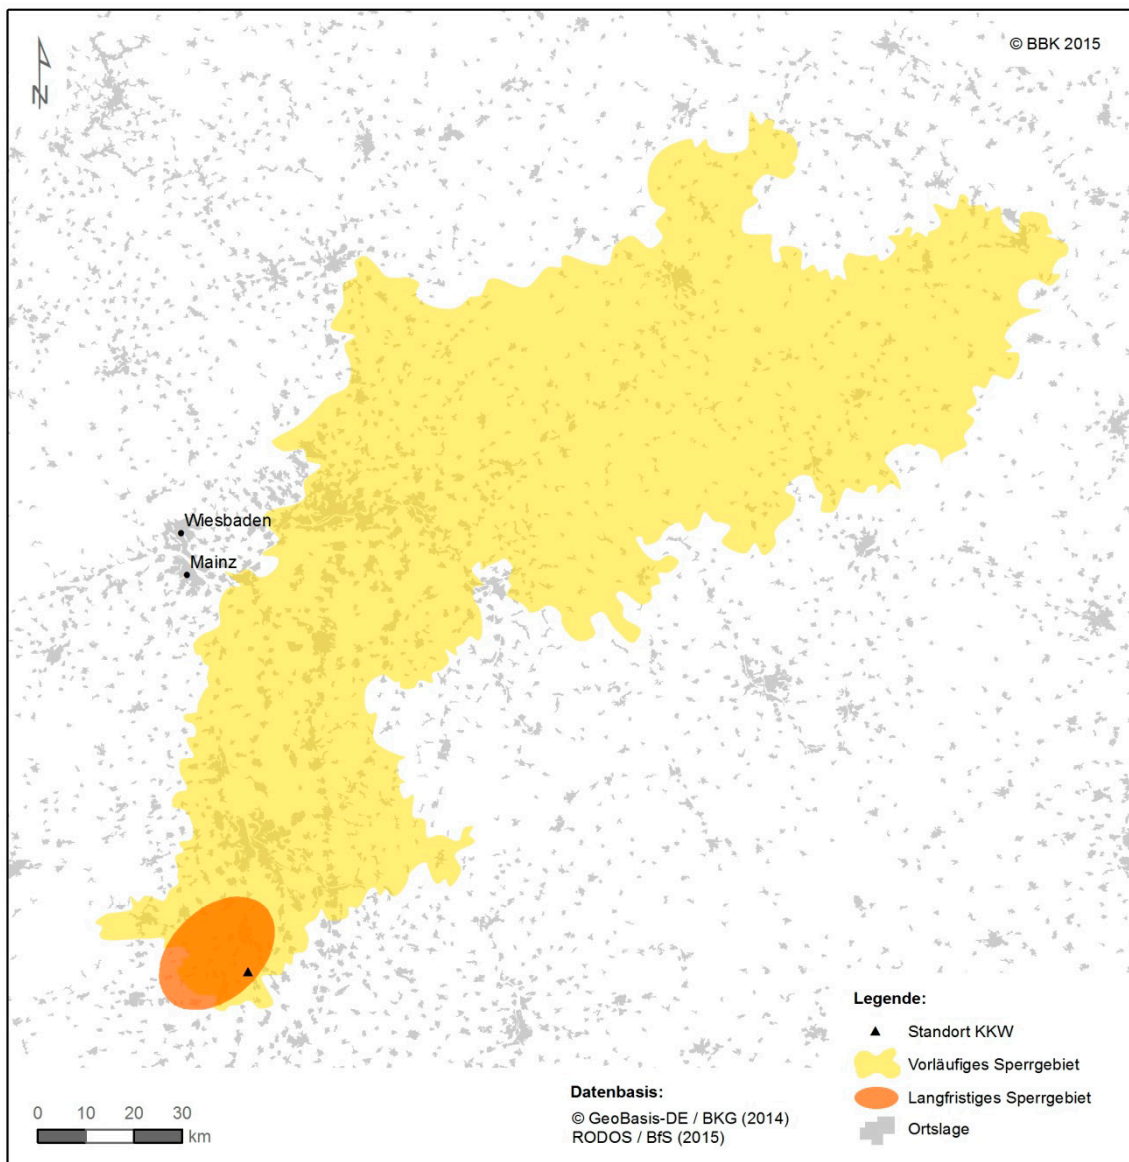 © BBK 2015
N
Wiesbaden
Mainz
Legende:
Standort KKW
Vorläufiges Sperrgebiet
Langfristiges Sperrgebiet
Ortslage
Datenbasis:
© GeoBasis-DE / BKG (2014)
RODOS / BfS (2015)
0 10 20 30
km